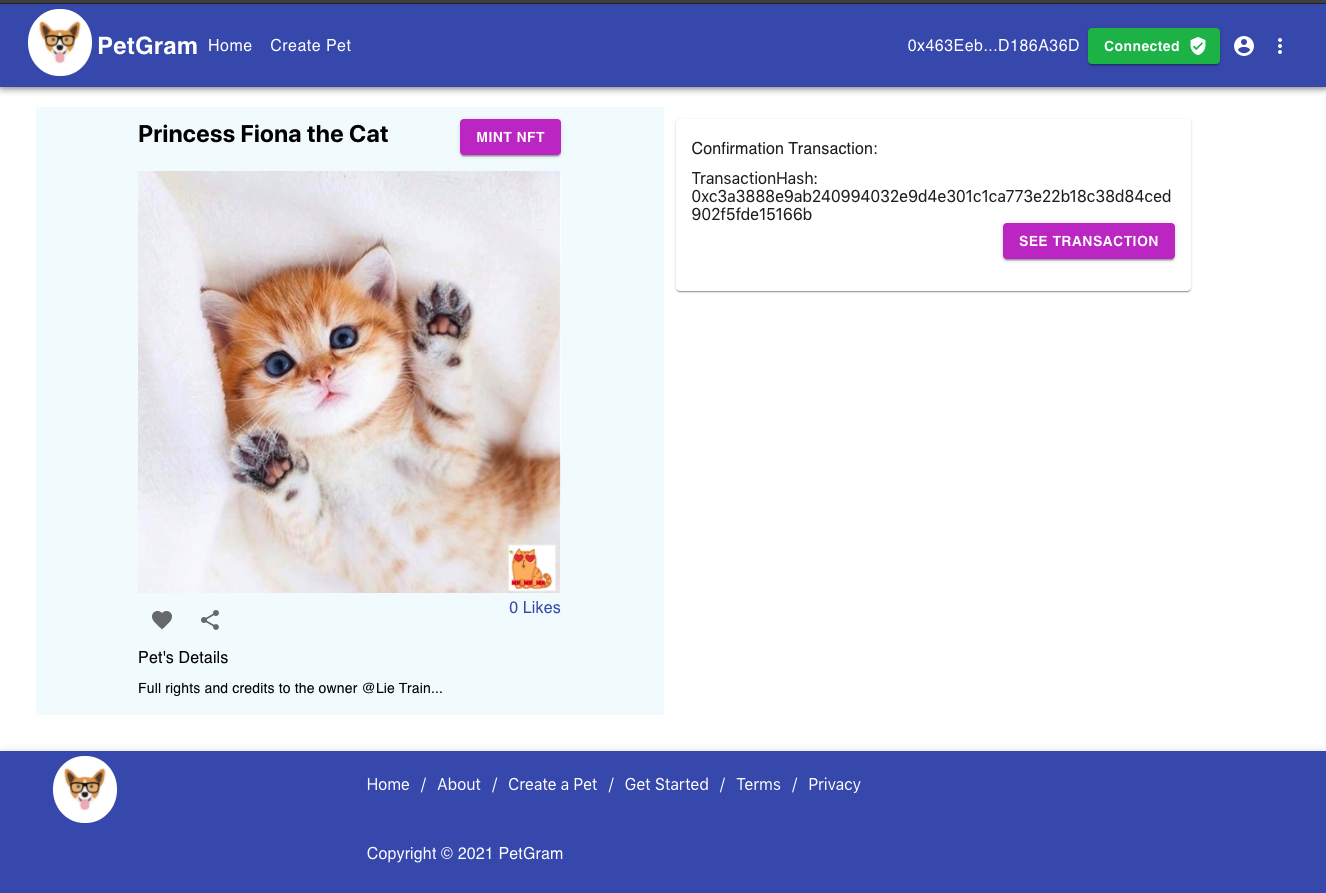 PetGram Home Create Pet 0x463Eeb...D186A36D Connected
Princess Fiona the Cat MINT NFT
Confirmation Transaction:
TransactionHash:
0xc3a3888e9ab240994032e9d4e301c1ca773e22b18c38d84ced
902f5fde15166b
SEE TRANSACTION
0 Likes
Pet's Details
Full rights and credits to the owner @Lie Train...
Home / About / Create a Pet / Get Started / Terms / Privacy
Copyright © 2021 PetGram